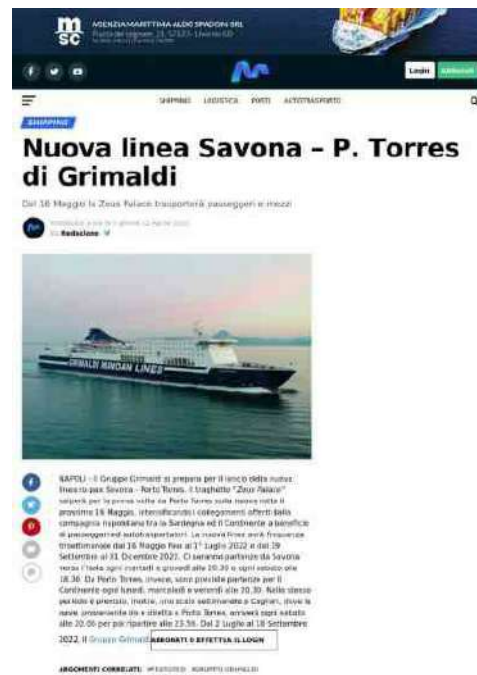 msc
AGENZIA MARITTIMA ALDO SPADONI SRL
Login
Abbonati
SHIPPING LOGISTICA PORTI AUTOTRASPORTO
SHIPPING
Nuova linea Savona – P. Torres
di Grimaldi
Dal 16 Maggio la Zeus Palace trasporterà passeggeri e mezzi
Redazione
GRIMALDI MINOAN LINES
NAPOLI – Il Gruppo Grimaldi si prepara per il lancio della nuova
linea ro-pax Savona – Porto Torres. Il traghetto “Zeus Palace”
salperà per la prima volta da Porto Torres sulla nuova rotta il
prossimo 16 Maggio, intensificando i collegamenti offerti dalla
compagnia napoletana tra la Sardegna ed il Continente a beneficio
di passeggeri ed autotrasportatori. La nuova linea avrà frequenza
trisettimanale dal 16 Maggio fino al 1° Luglio 2022 e dal 19
Settembre al 31 Dicembre 2022. Ci saranno partenze da Savona
verso l'Isola ogni martedì e giovedì alle 20.30 e ogni sabato alle
18.30. Da Porto Torres, invece, sono previste partenze per il
Continente ogni lunedì, mercoledì e venerdì alle 20.30. Nello stesso
periodo è previsto, inoltre, uno scalo settimanale a Cagliari, dove la
nave, proveniente da e diretta a Porto Torres, arriverà ogni sabato
alle per poi ripartire alle Dal 2 Luglio al 18 Settembre
2022, il Gruppo Grimaldi ABBONATI O EFFETTUA IL LOGIN
ARGOMENTI CORRELATI: #GRUPPO GRIMALDI